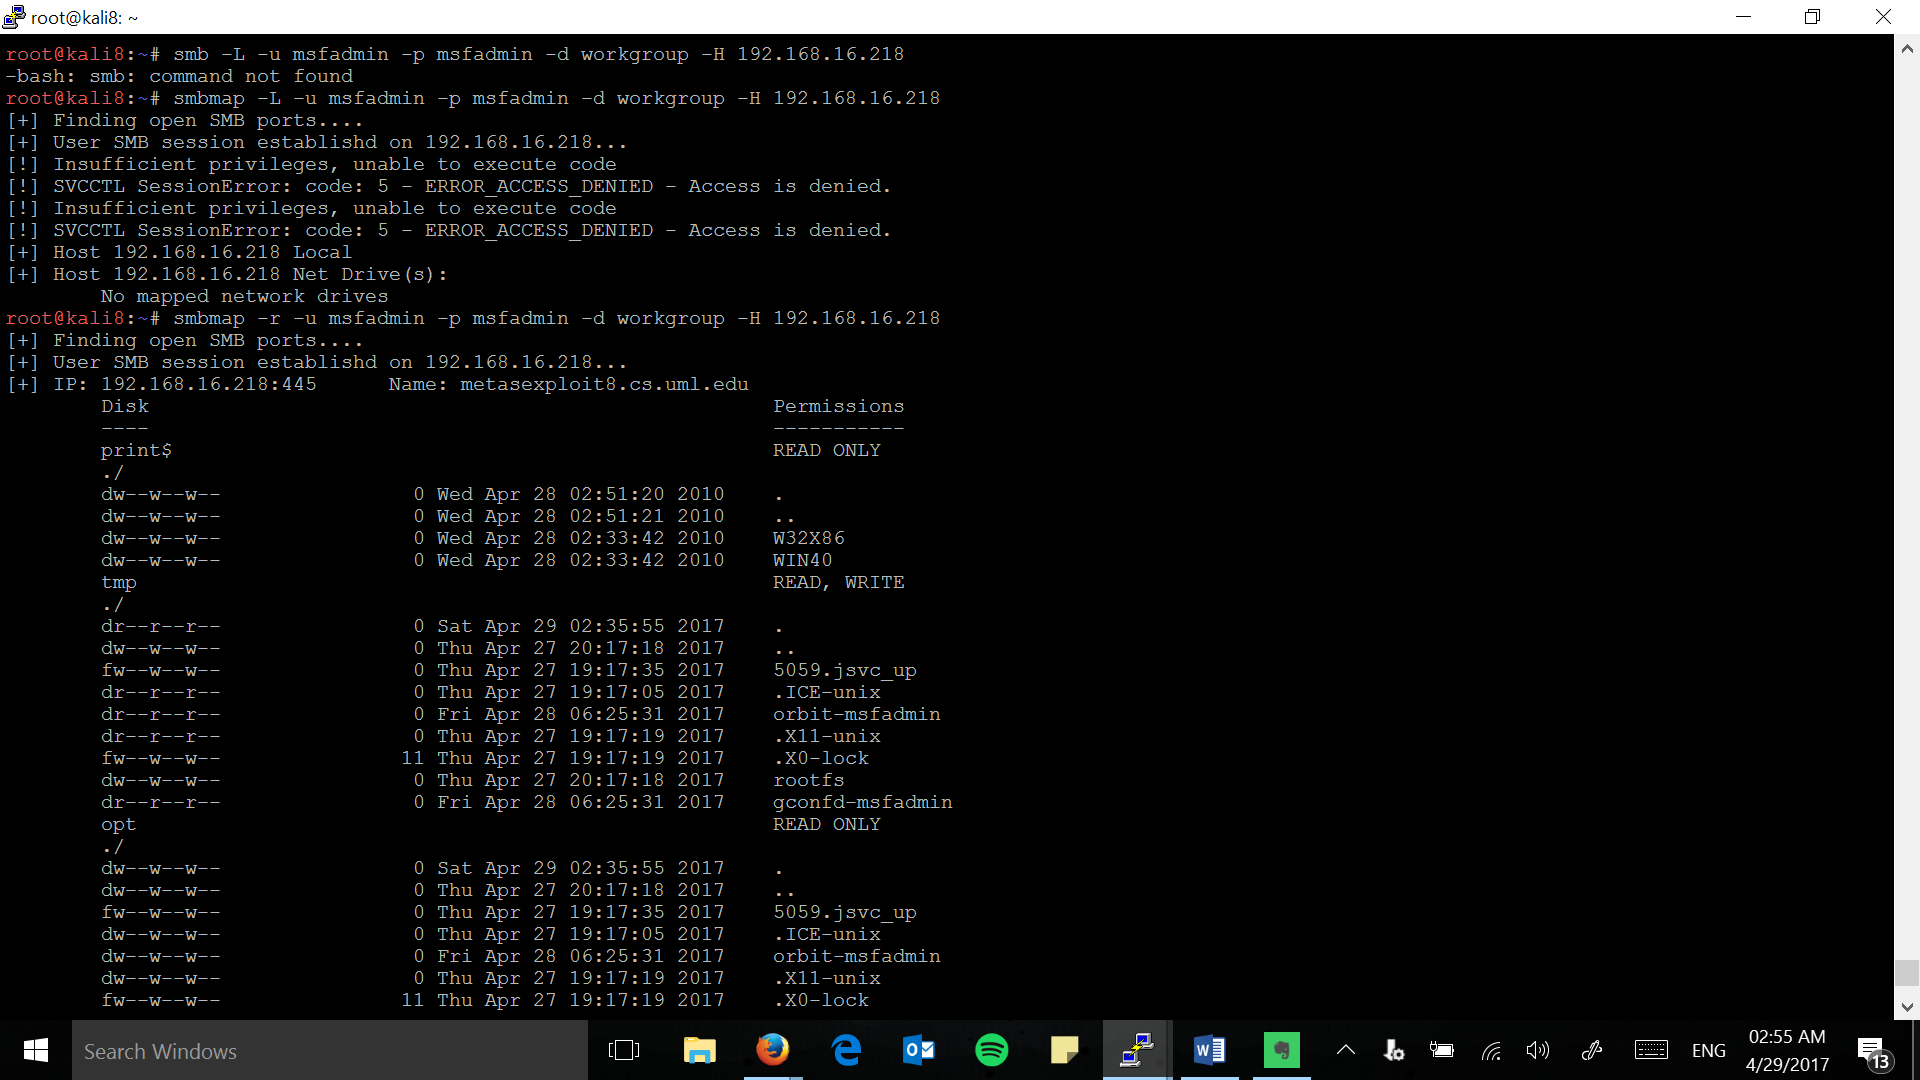 root@kali8: ~
root@kali8:~# smb -L -u msfadmin -p msfadmin -d workgroup -H 192.168.16.218
-bash: smb: command not found
root@kali8:~# smbmap -L -u msfadmin -p msfadmin -d workgroup -H 192.168.16.218
[+] Finding open SMB ports....
[+] User SMB session establishd on 192.168.16.218...
[!] Insufficient privileges, unable to execute code
[!] SVCCTL SessionError: code: 5 - ERROR_ACCESS_DENIED - Access is denied.
[!] Insufficient privileges, unable to execute code
[!] SVCCTL SessionError: code: 5 - ERROR_ACCESS_DENIED - Access is denied.
[+] Host 192.168.16.218 Local
[+] Host 192.168.16.218 Net Drive(s):
No mapped network drives
root@kali8:~# smbmap -r -u msfadmin -p msfadmin -d workgroup -H 192.168.16.218
[+] Finding open SMB ports....
[+] User SMB session establishd on 192.168.16.218...
[+] IP: 192.168.16.218:445 Name: metasexploit8.cs.uml.edu
Disk Permissions
---- -----------
print$ READ ONLY
./
dw--w--w-- 0 Wed Apr 28 02:51:20 2010 .
dw--w--w-- 0 Wed Apr 28 02:51:21 2010 ..
dw--w--w-- 0 Wed Apr 28 02:33:42 2010 W32X86
dw--w--w-- 0 Wed Apr 28 02:33:42 2010 WIN40
tmp READ, WRITE
./
dr--r--r-- 0 Sat Apr 29 02:35:55 2017 .
dw--w--w-- 0 Thu Apr 27 20:17:18 2017 ..
fw--w--w-- 0 Thu Apr 27 19:17:35 2017 5059.jsvc_up
dr--r--r-- 0 Thu Apr 27 19:17:05 2017 .ICE-unix
dr--r--r-- 0 Fri Apr 28 06:25:31 2017 orbit-msfadmin
dr--r--r-- 0 Thu Apr 27 19:17:19 2017 .X11-unix
fw--w--w-- 11 Thu Apr 27 19:17:19 2017 .X0-lock
dw--w--w-- 0 Thu Apr 27 20:17:18 2017 rootfs
dr--r--r-- 0 Fri Apr 28 06:25:31 2017 gconfd-msfadmin
opt READ ONLY
./
dw--w--w-- 0 Sat Apr 29 02:35:55 2017 .
dw--w--w-- 0 Thu Apr 27 20:17:18 2017 ..
fw--w--w-- 0 Thu Apr 27 19:17:35 2017 5059.jsvc_up
dw--w--w-- 0 Thu Apr 27 19:17:05 2017 .ICE-unix
dw--w--w-- 0 Fri Apr 28 06:25:31 2017 orbit-msfadmin
dw--w--w-- 0 Thu Apr 27 19:17:19 2017 .X11-unix
fw--w--w-- 11 Thu Apr 27 19:17:19 2017 .X0-lock
Search Windows
ENG
02:55 AM
4/29/2017
13